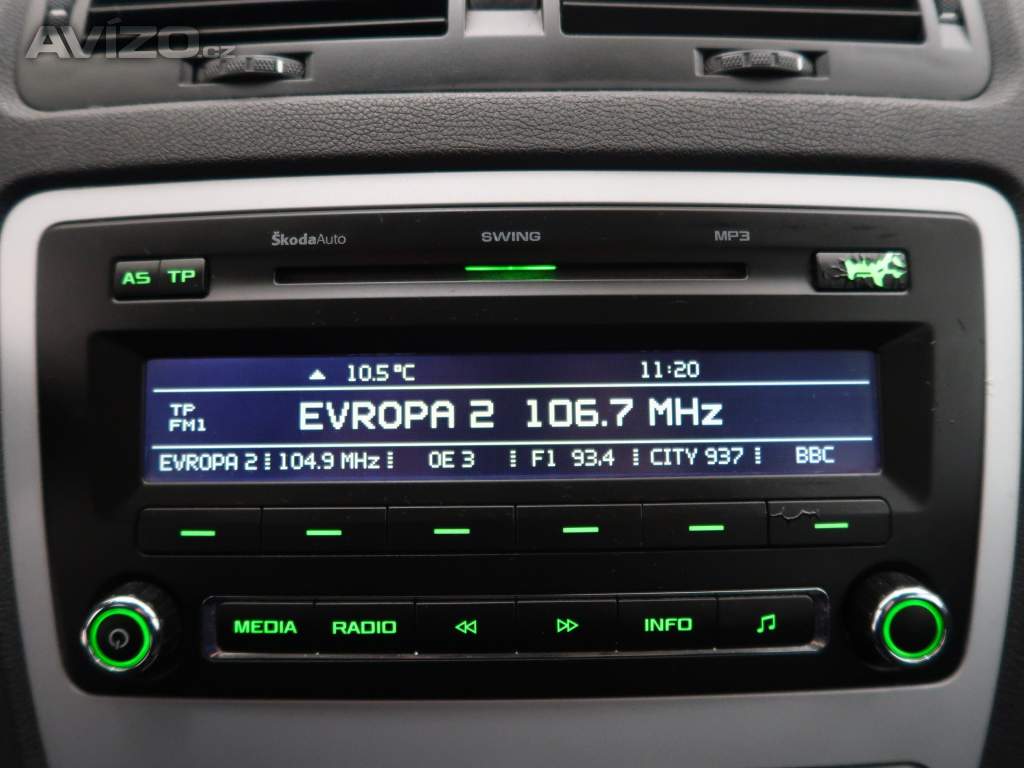 AVÍZO.cz
ŠkodaAuto SWING MP3
AS TP
10.5 °C 11:20
TP
FM1
EVROPA 2 106.7 MHz
EVROPA 2 104.9 MHz OE 3 F1 93.4 CITY 937 BBC
MEDIA RADIO INFO